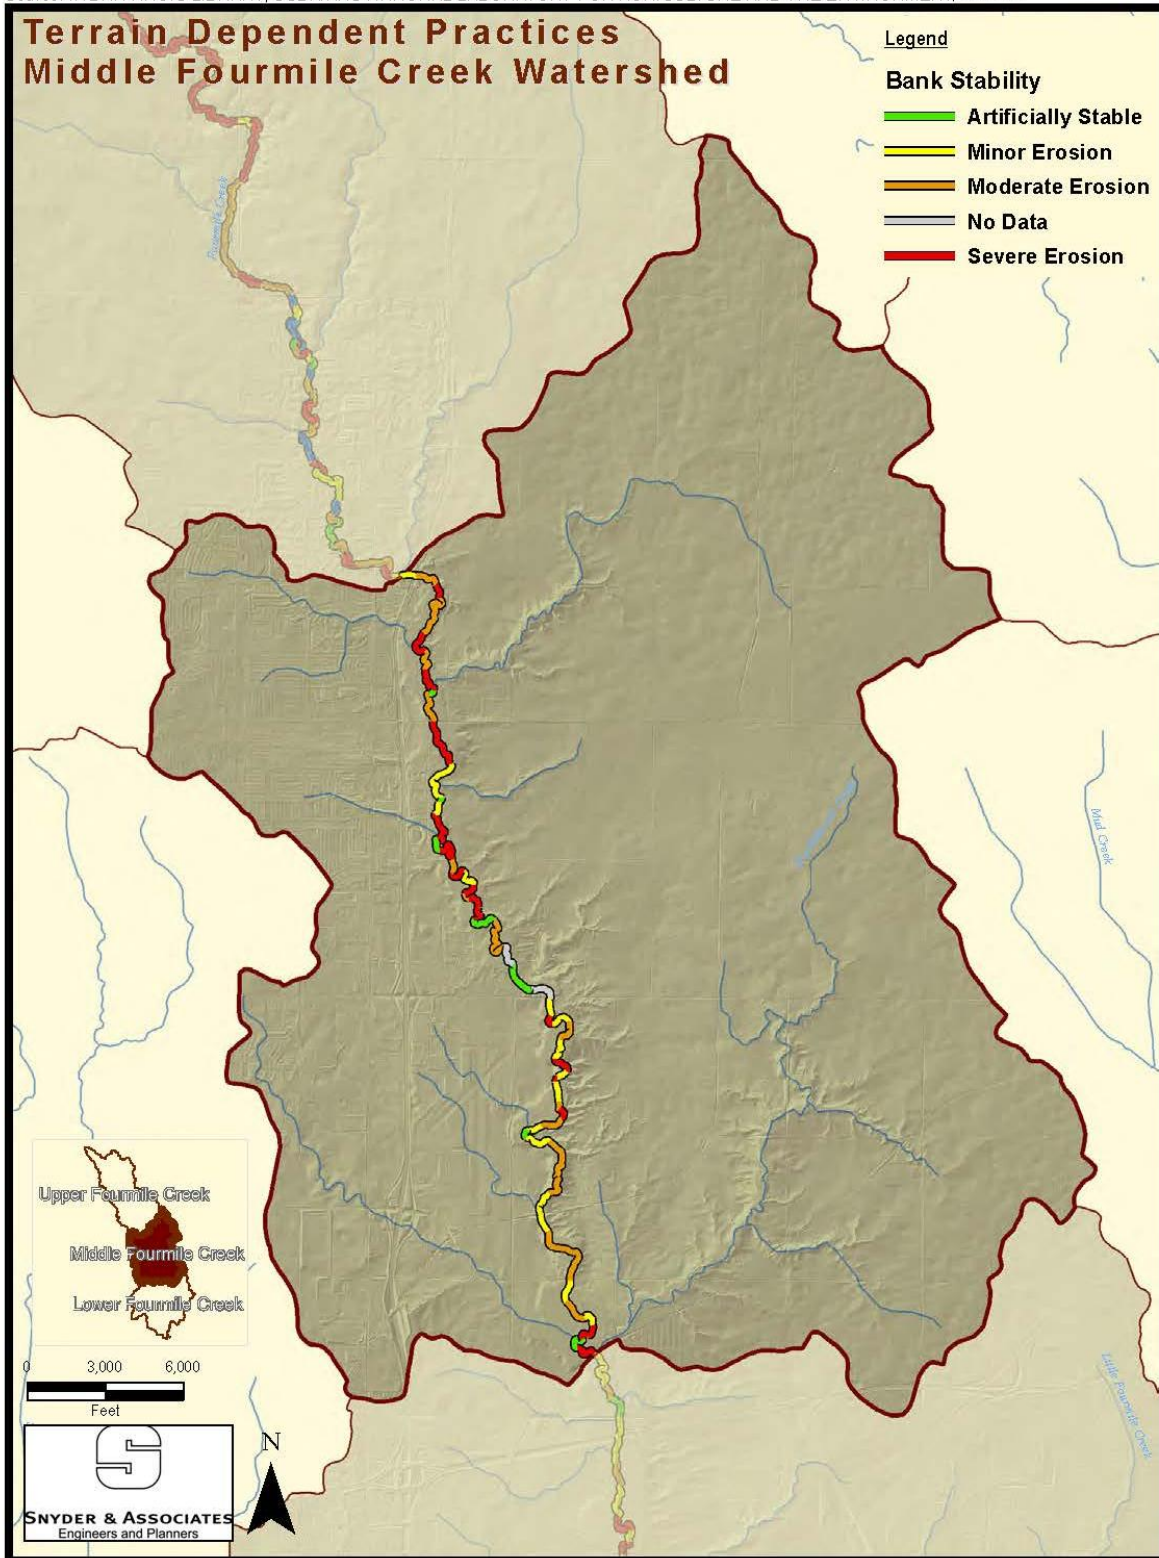 Terrain Dependent Practices
Middle Fourmile Creek Watershed
Legend
Bank Stability
Artificially Stable
Minor Erosion
Moderate Erosion
No Data
Severe Erosion
Fourmile Creek
Mud Creek
Upper Fourmile Creek
Middle Fourmile Creek
Lower Fourmile Creek
0 3,000 6,000
Feet
Little Fourmile Creek
N
S
SNYDER & ASSOCIATES
Engineers and Planners